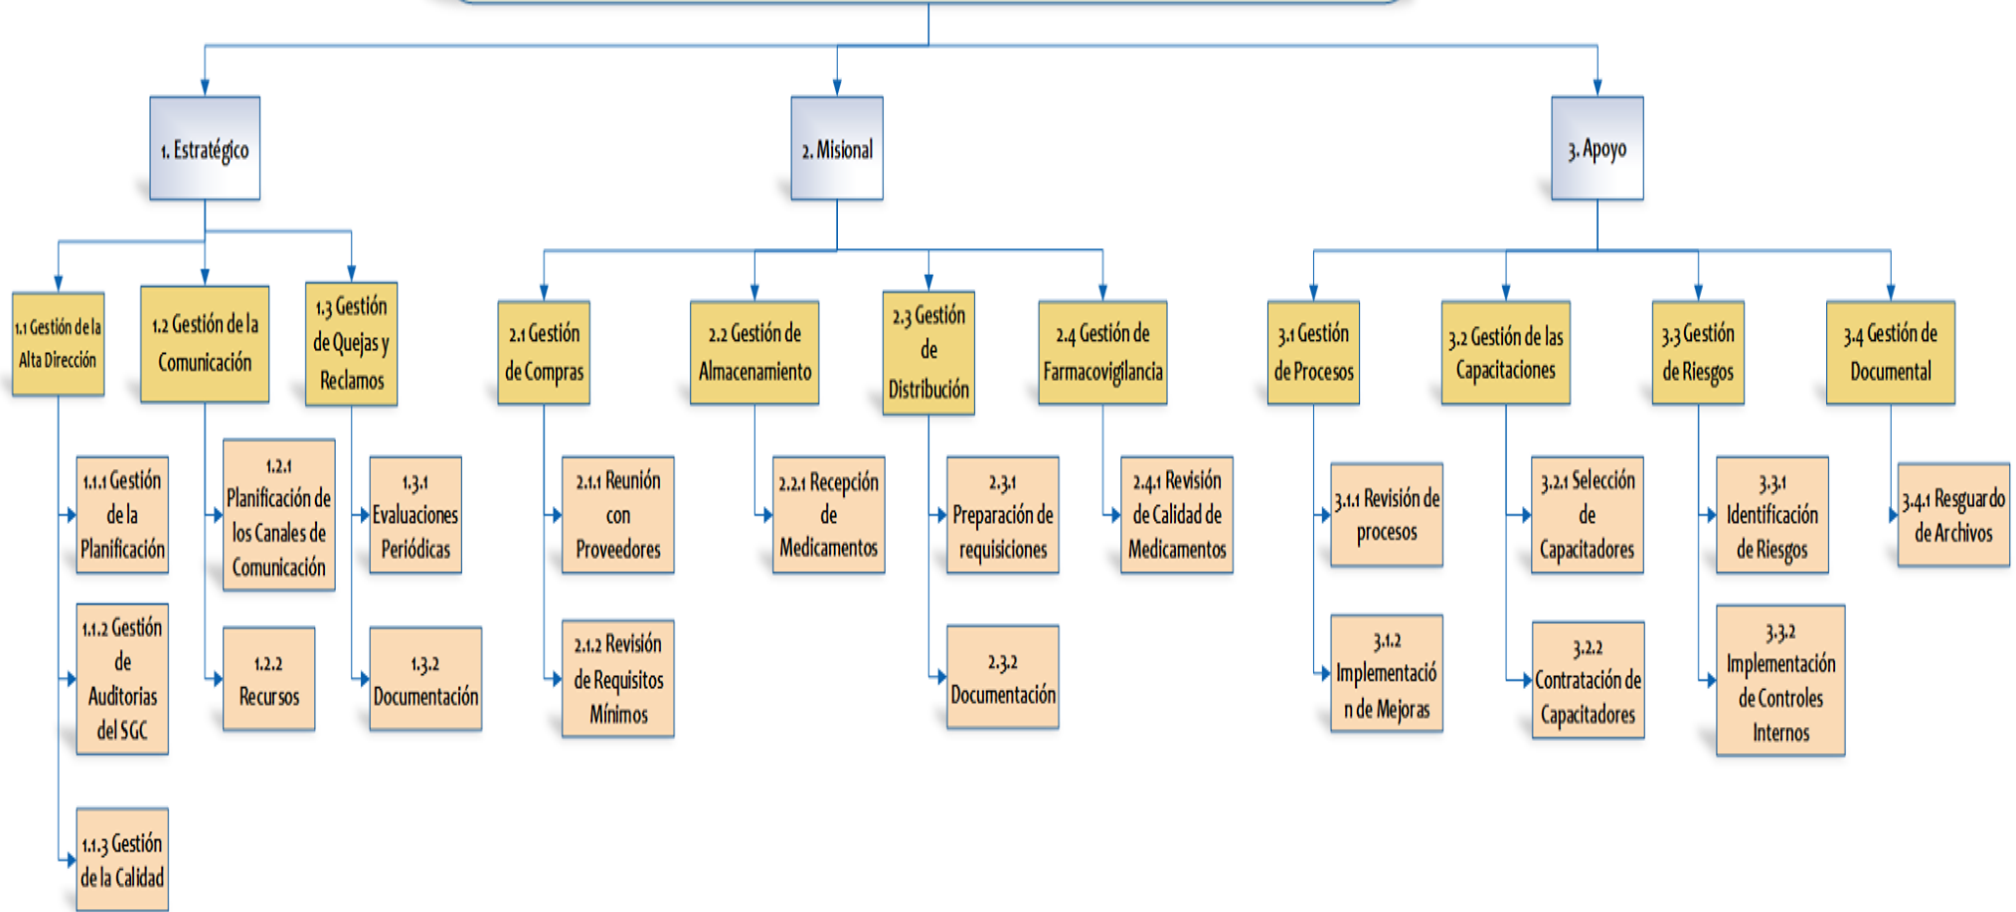 1. Estratégico
2. Misional
3. Apoyo
1.1 Gestión de la
Alta Dirección
1.2 Gestión de la
Comunicación
1.3 Gestión
de Quejas y
Reclamos
2.1 Gestión
de Compras
2.2 Gestión de
Almacenamiento
2.3 Gestión
de
Distribución
2.4 Gestión de
Farmacovigilancia
3.1 Gestión
de Procesos
3.2 Gestión de las
Capacitaciones
3.3 Gestión
de Riesgos
3.4 Gestión de
Documental
1.1.1 Gestión
de la
Planificación
1.2.1
Planificación de
los Canales de
Comunicación
1.3.1
Evaluaciones
Periódicas
2.1.1 Reunión
con
Proveedores
2.2.1 Recepción
de
Medicamentos
2.3.1
Preparación de
requisiciones
2.4.1 Revisión
de Calidad de
Medicamentos
3.1.1 Revisión de
procesos
3.2.1 Selección
de
Capacitadores
3.3.1
Identificación
de Riesgos
3.4.1 Resguardo
de Archivos
1.1.2 Gestión
de
Auditorias
del SGC
1.2.2
Recursos
1.3.2
Documentación
2.1.2 Revisión
de Requisitos
Mínimos
2.3.2
Documentación
3.1.2
Implementació
n de Mejoras
3.2.2
Contratación de
Capacitadores
3.3.2
Implementación
de Controles
Internos
1.1.3 Gestión
de la Calidad